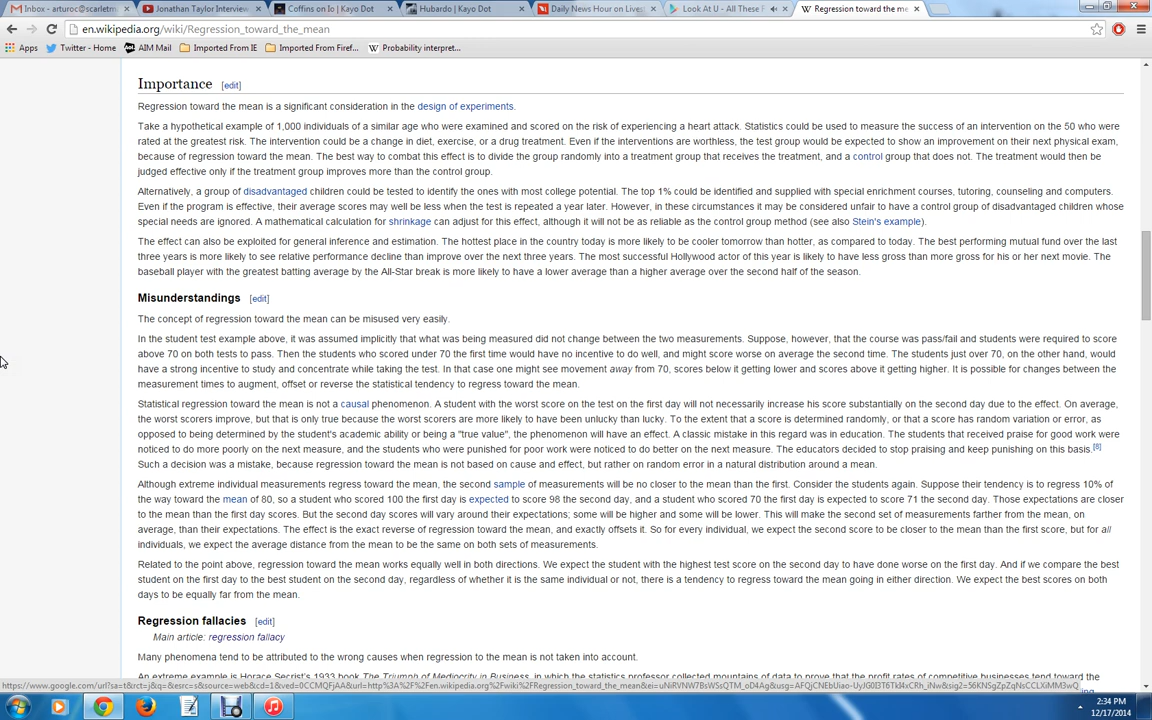 Inbox - arturoc@scarletm
Jonathan Taylor Interview
Coffins on Io | Kayo Dot
Hubardo | Kayo Dot
Daily News Hour on Lives
Look At U - All These F
Regression toward the me
en.wikipedia.org/wiki/Regression_toward_the_mean
Apps
Twitter - Home
AIM Mail
Imported From IE
Imported From Firef...
Probability interpret...
Importance [edit]
Regression toward the mean is a significant consideration in the design of experiments.
Take a hypothetical example of 1,000 individuals of a similar age who were examined and scored on the risk of experiencing a heart attack. Statistics could be used to measure the success of an intervention on the 50 who were
rated at the greatest risk. The intervention could be a change in diet, exercise, or a drug treatment. Even if the interventions are worthless, the test group would be expected to show an improvement on their next physical exam,
because of regression toward the mean. The best way to combat this effect is to divide the group randomly into a treatment group that receives the treatment, and a control group that does not. The treatment would then be
judged effective only if the treatment group improves more than the control group.
Alternatively, a group of disadvantaged children could be tested to identify the ones with most college potential. The top 1% could be identified and supplied with special enrichment courses, tutoring, counseling and computers.
Even if the program is effective, their average scores may well be less when the test is repeated a year later. However, in these circumstances it may be considered unfair to have a control group of disadvantaged children whose
special needs are ignored. A mathematical calculation for shrinkage can adjust for this effect, although it will not be as reliable as the control group method (see also Stein's example).
The effect can also be exploited for general inference and estimation. The hottest place in the country today is more likely to be cooler tomorrow than hotter, as compared to today. The best performing mutual fund over the last
three years is more likely to see relative performance decline than improve over the next three years. The most successful Hollywood actor of this year is likely to have less gross than more gross for his or her next movie. The
baseball player with the greatest batting average by the All-Star break is more likely to have a lower average than a higher average over the second half of the season.
Misunderstandings [edit]
The concept of regression toward the mean can be misused very easily.
In the student test example above, it was assumed implicitly that what was being measured did not change between the two measurements. Suppose, however, that the course was pass/fail and students were required to score
above 70 on both tests to pass. Then the students who scored under 70 the first time would have no incentive to do well, and might score worse on average the second time. The students just over 70, on the other hand, would
have a strong incentive to study and concentrate while taking the test. In that case one might see movement away from 70, scores below it getting lower and scores above it getting higher. It is possible for changes between the
measurement times to augment, offset or reverse the statistical tendency to regress toward the mean.
Statistical regression toward the mean is not a causal phenomenon. A student with the worst score on the test on the first day will not necessarily increase his score substantially on the second day due to the effect. On average,
the worst scorers improve, but that is only true because the worst scorers are more likely to have been unlucky than lucky. To the extent that a score is determined randomly, or that a score has random variation or error, as
opposed to being determined by the student's academic ability or being a "true value", the phenomenon will have an effect. A classic mistake in this regard was in education. The students that received praise for good work were
noticed to do more poorly on the next measure, and the students who were punished for poor work were noticed to do better on the next measure. The educators decided to stop praising and keep punishing on this basis.[8]
Such a decision was a mistake, because regression toward the mean is not based on cause and effect, but rather on random error in a natural distribution around a mean.
Although extreme individual measurements regress toward the mean, the second sample of measurements will be no closer to the mean than the first. Consider the students again. Suppose their tendency is to regress 10% of
the way toward the mean of 80, so a student who scored 100 the first day is expected to score 98 the second day, and a student who scored 70 the first day is expected to score 71 the second day. Those expectations are closer
to the mean than the first day scores. But the second day scores will vary around their expectations; some will be higher and some will be lower. This will make the second set of measurements farther from the mean, on
average, than their expectations. The effect is the exact reverse of regression toward the mean, and exactly offsets it. So for every individual, we expect the second score to be closer to the mean than the first score, but for all
individuals, we expect the average distance from the mean to be the same on both sets of measurements.
Related to the point above, regression toward the mean works equally well in both directions. We expect the student with the highest test score on the second day to have done worse on the first day. And if we compare the best
student on the first day to the best student on the second day, regardless of whether it is the same individual or not, there is a tendency to regress toward the mean going in either direction. We expect the best scores on both
days to be equally far from the mean.
Regression fallacies [edit]
Main article: regression fallacy
Many phenomena tend to be attributed to the wrong causes when regression to the mean is not taken into account.
An extreme example is Horace Secrist's 1933 book The Triumph of Mediocrity in Business, in which the statistics professor collected mountains of data to prove that the profit rates of competitive businesses tend toward the
2:34 PM
12/17/2014